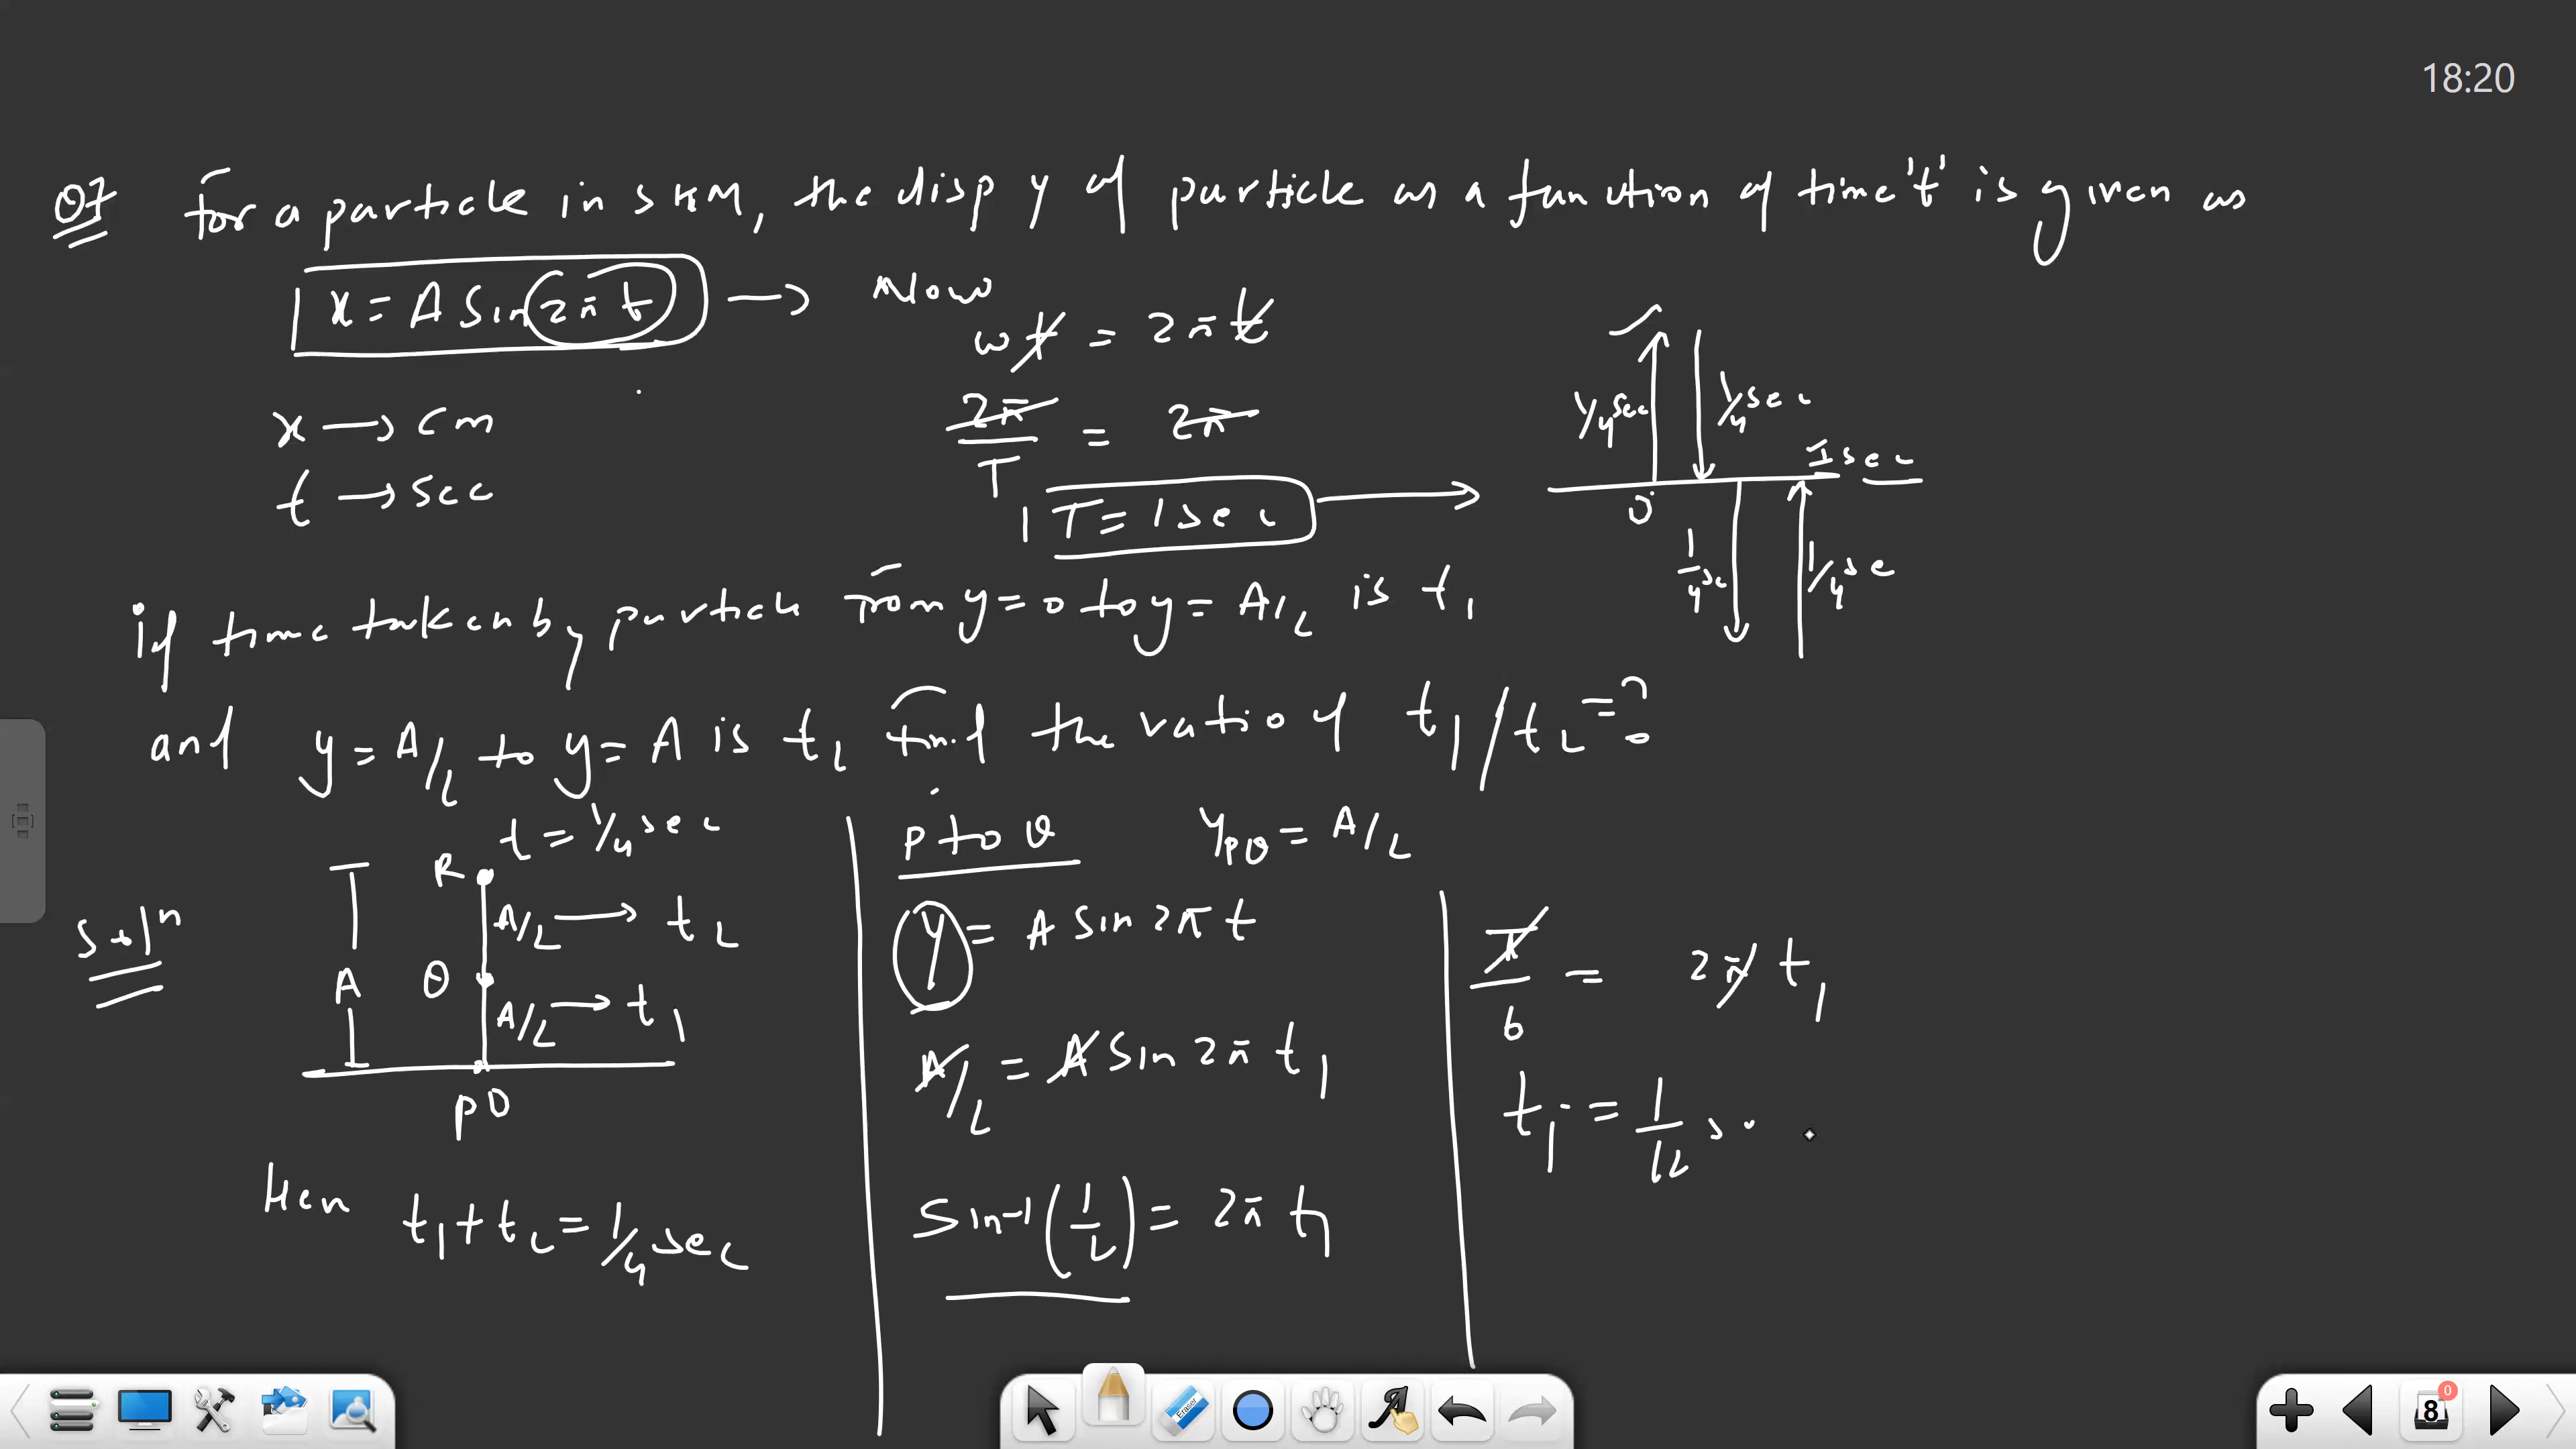 18:20
Q7 For a particle in SHM, the disp y of particle as a function of time 't' is given as
x = A Sin 2π t → Now
ωt = 2π t
2π/T = 2π
T = 1 sec
x → cm
t → sec
1/4 sec
1/4 sec
1 sec
0
1/4 sec
1/4 sec
if time taken by particle from y = 0 to y = A/2 is t1
and y = A/2 to y = A is t2 find the ratio of t1/t2 = ?
Soln
t = 1/4 sec
R
A/2 → t2
A
Q
A/2 → t1
P O
Hen t1 + t2 = 1/4 sec
P to Q yPQ = A/2
y = A Sin 2π t
A/2 = A Sin 2π t1
Sin-1 (1/2) = 2π t1
π/6 = 2π t1
t1 = 1/12 s.
Eraser
0
8